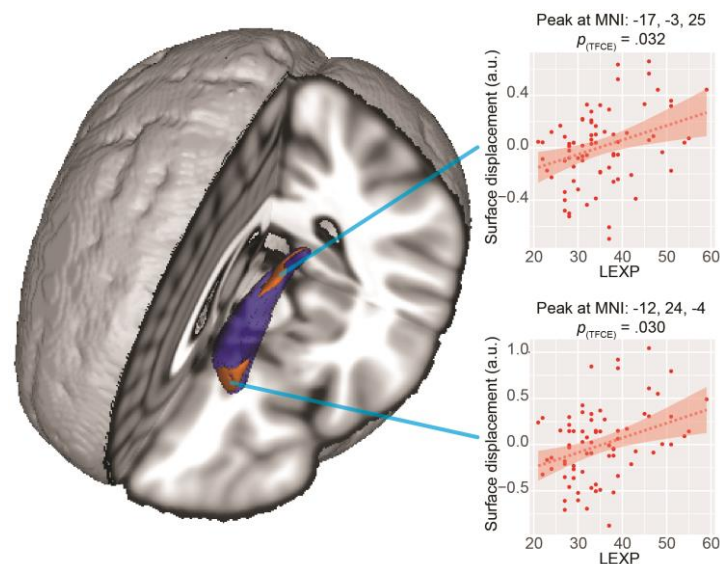 Peak at MNI: -17, -3, 25
p(TFCE) = .032
Surface displacement (a.u.)
0.4
0.0
−0.4
20 30 40 50 60
LEXP
Peak at MNI: -12, 24, -4
p(TFCE) = .030
Surface displacement (a.u.)
1.0
0.5
0.0
−0.5
20 30 40 50 60
LEXP